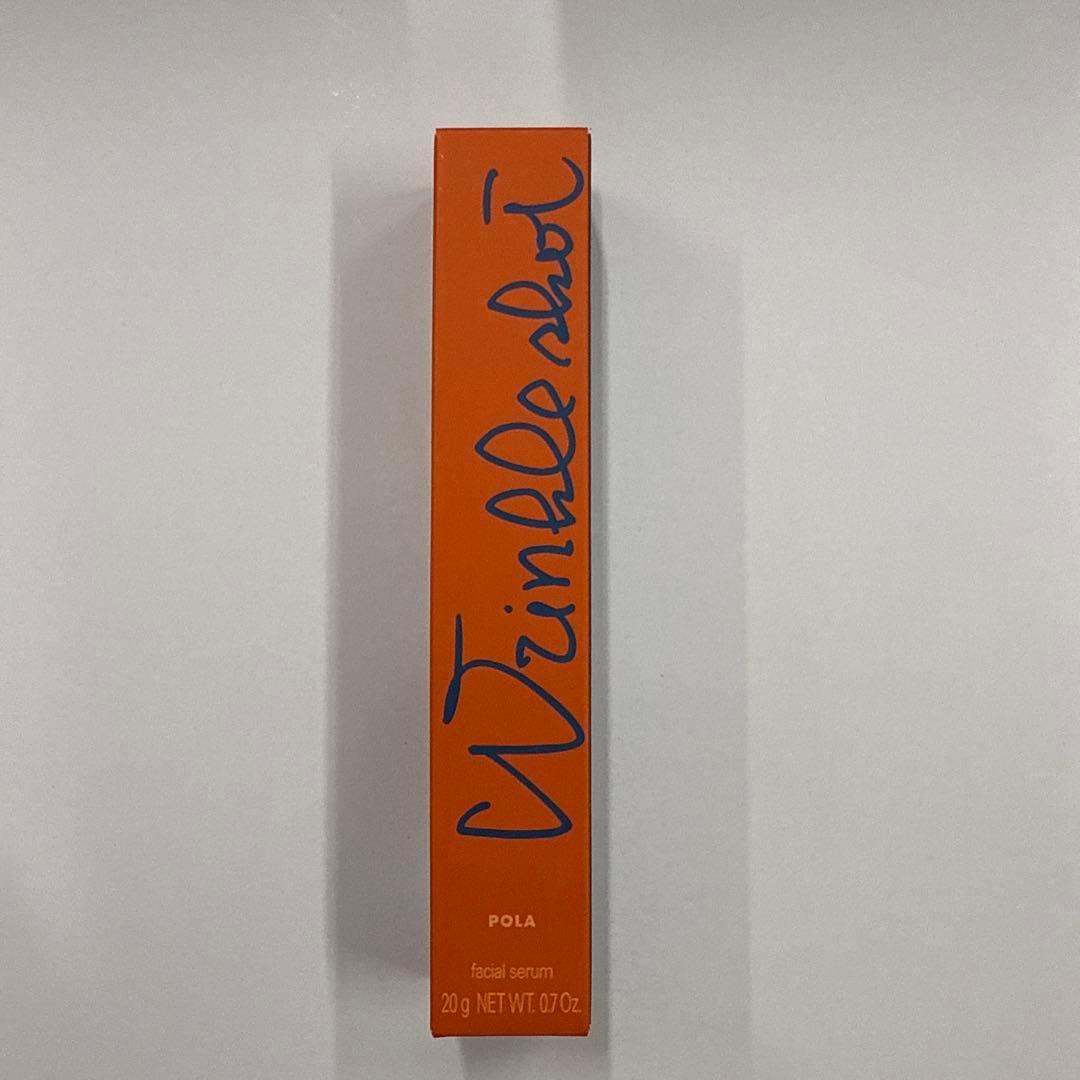 Wrinkle shot
POLA
facial serum
20 g NET WT. 0.7 Oz.